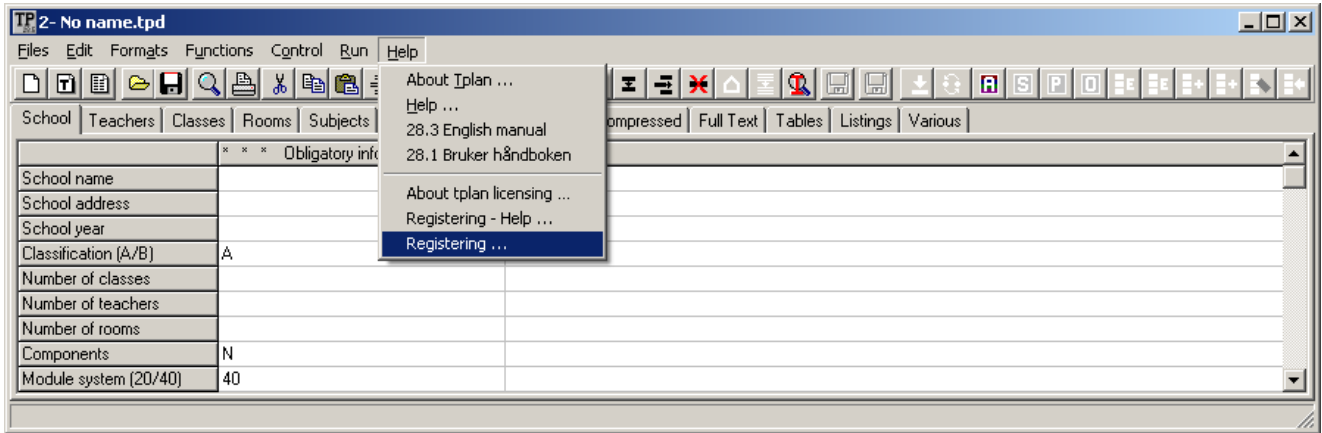 TP 2- No name.tpd
Files Edit Formats Functions Control Run Help
About Tplan ...
Help ...
28.3 English manual
28.1 Bruker håndboken
About tplan licensing ...
Registering - Help ...
Registering ...
School Teachers Classes Rooms Subjects ompressed Full Text Tables Listings Various
* * * Obligatory info
School name
School address
School year
Classification (A/B) A
Number of classes
Number of teachers
Number of rooms
Components N
Module system (20/40) 40